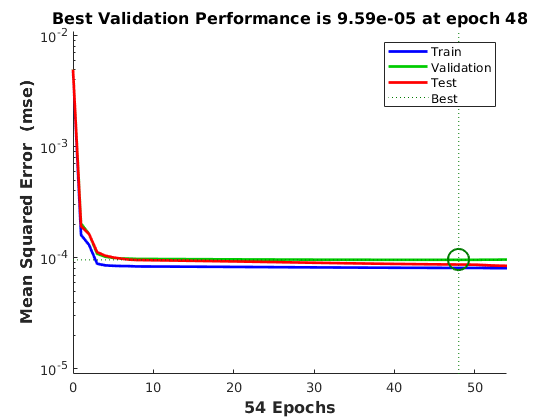 Best Validation Performance is 9.59e-05 at epoch 48
Mean Squared Error (mse)
10^-2
10^-3
10^-4
10^-5
Train
Validation
Test
Best
0 10 20 30 40 50
54 Epochs